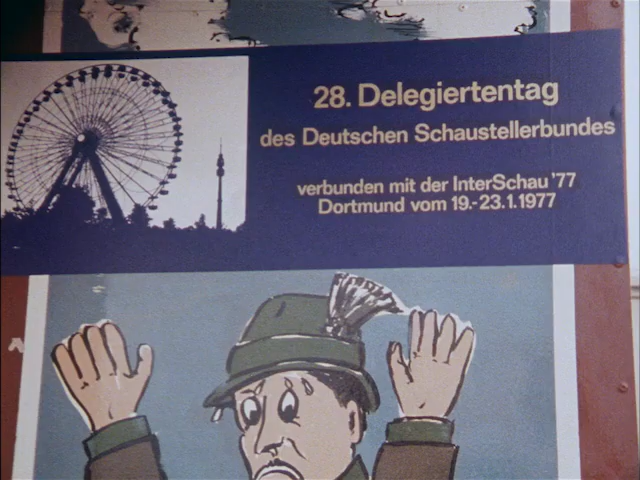 28. Delegiertentag
des Deutschen Schaustellerbundes
verbunden mit der InterSchau '77
Dortmund vom 19.-23.1.1977